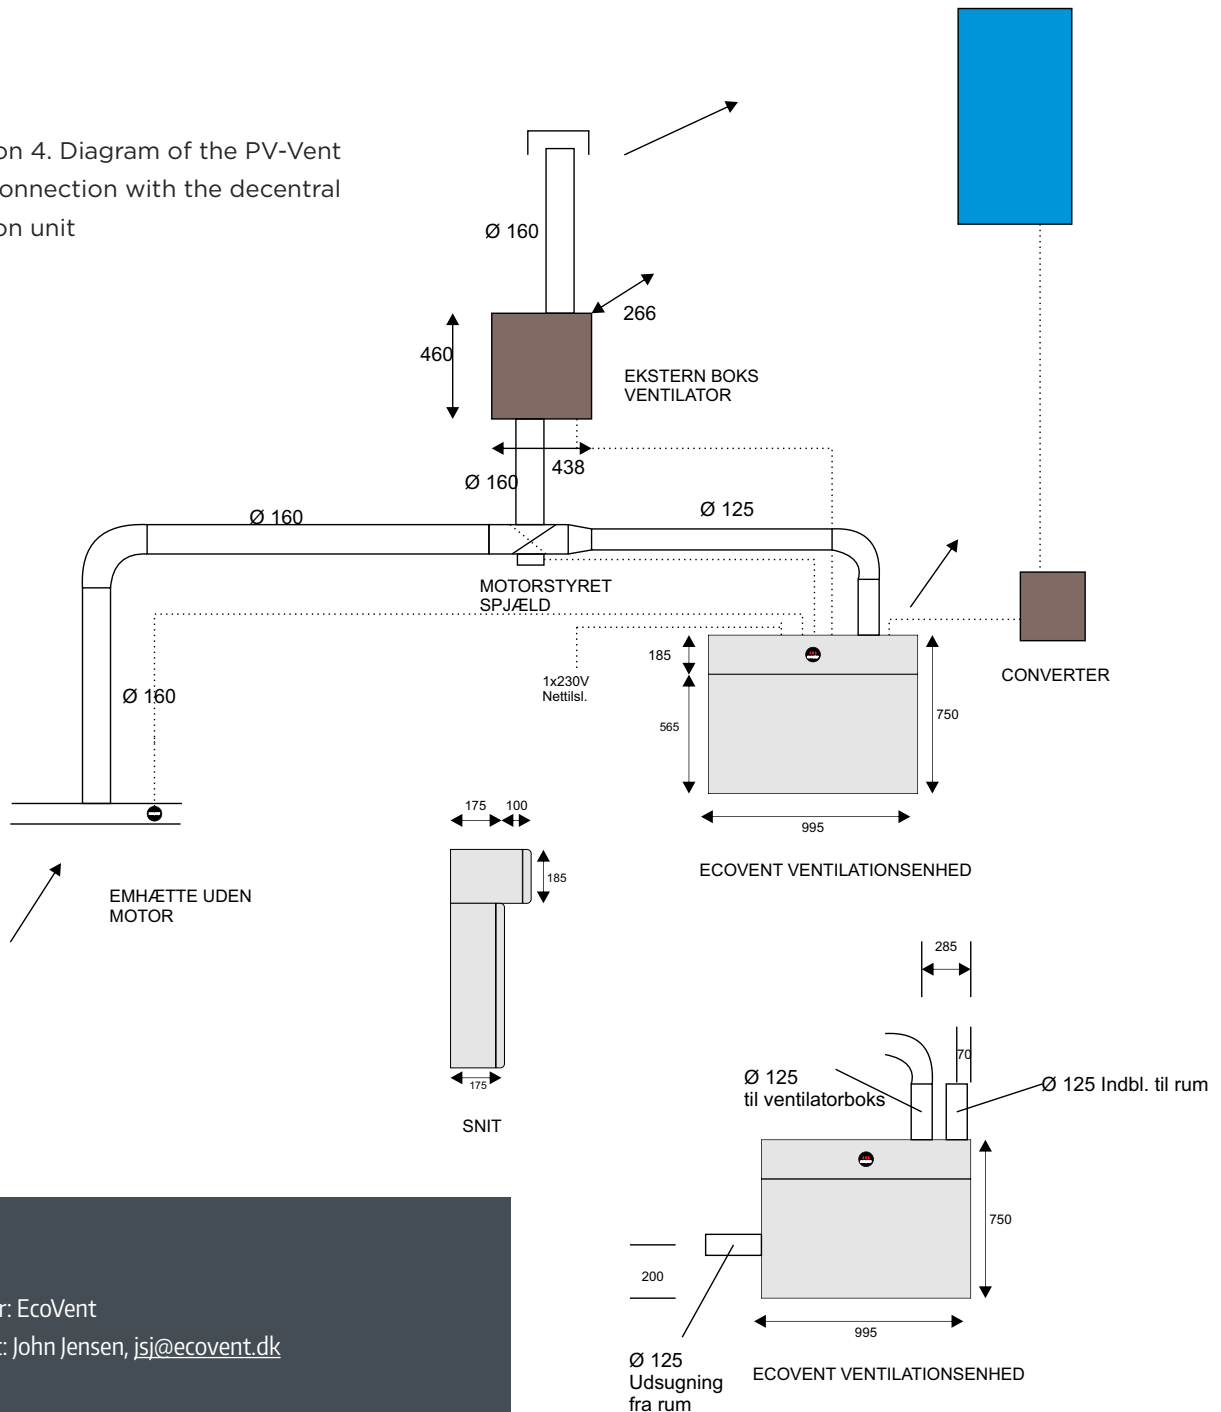 on 4. Diagram of the PV-Vent
onnection with the decentral
on unit
Ø 160
266
460
EKSTERN BOKS
VENTILATOR
438
Ø 160
Ø 160
Ø 125
MOTORSTYRET
SPJÆLD
185
1x230V
Nettilsl.
565
750
CONVERTER
Ø 160
995
ECOVENT VENTILATIONSENHED
175
100
185
175
SNIT
EMHÆTTE UDEN
MOTOR
285
70
Ø 125
til ventilatorboks
Ø 125 Indbl. til rum
750
200
995
Ø 125
Udsugning
fra rum
ECOVENT VENTILATIONSENHED
r: EcoVent
t: John Jensen, jsj@ecovent.dk